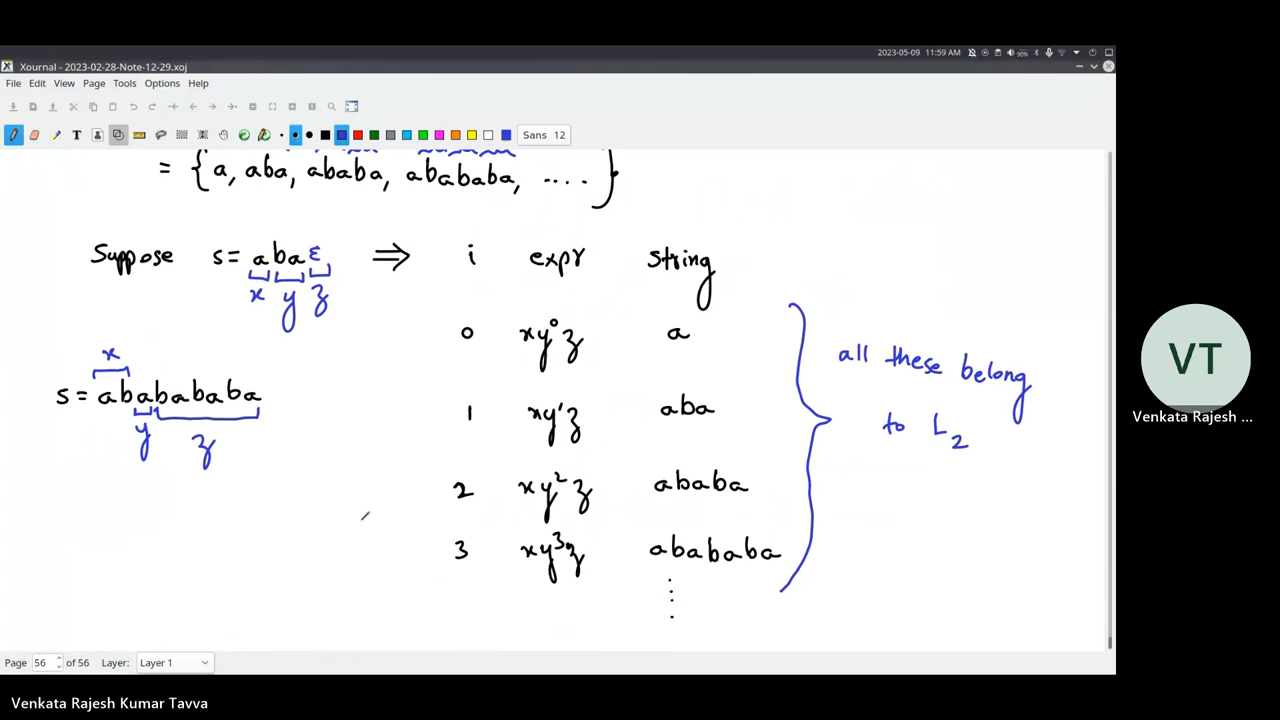 2023-05-09 11:59 AM
Xournal - 2023-02-28-Note-12-29.xoj
File Edit View Page Tools Options Help
Sans 12
= {a, aba, ababa, abababa, ....}
Suppose s = abaε ⇒ i expr string
x y z
0 xy⁰z a
x
s = ababababa
y z
1 xy¹z aba
2 xy²z ababa
3 xy³z abababa
⋮
all these belong
to L₂
VT
Venkata Rajesh ...
Page 56 of 56 Layer: Layer 1
Venkata Rajesh Kumar Tavva